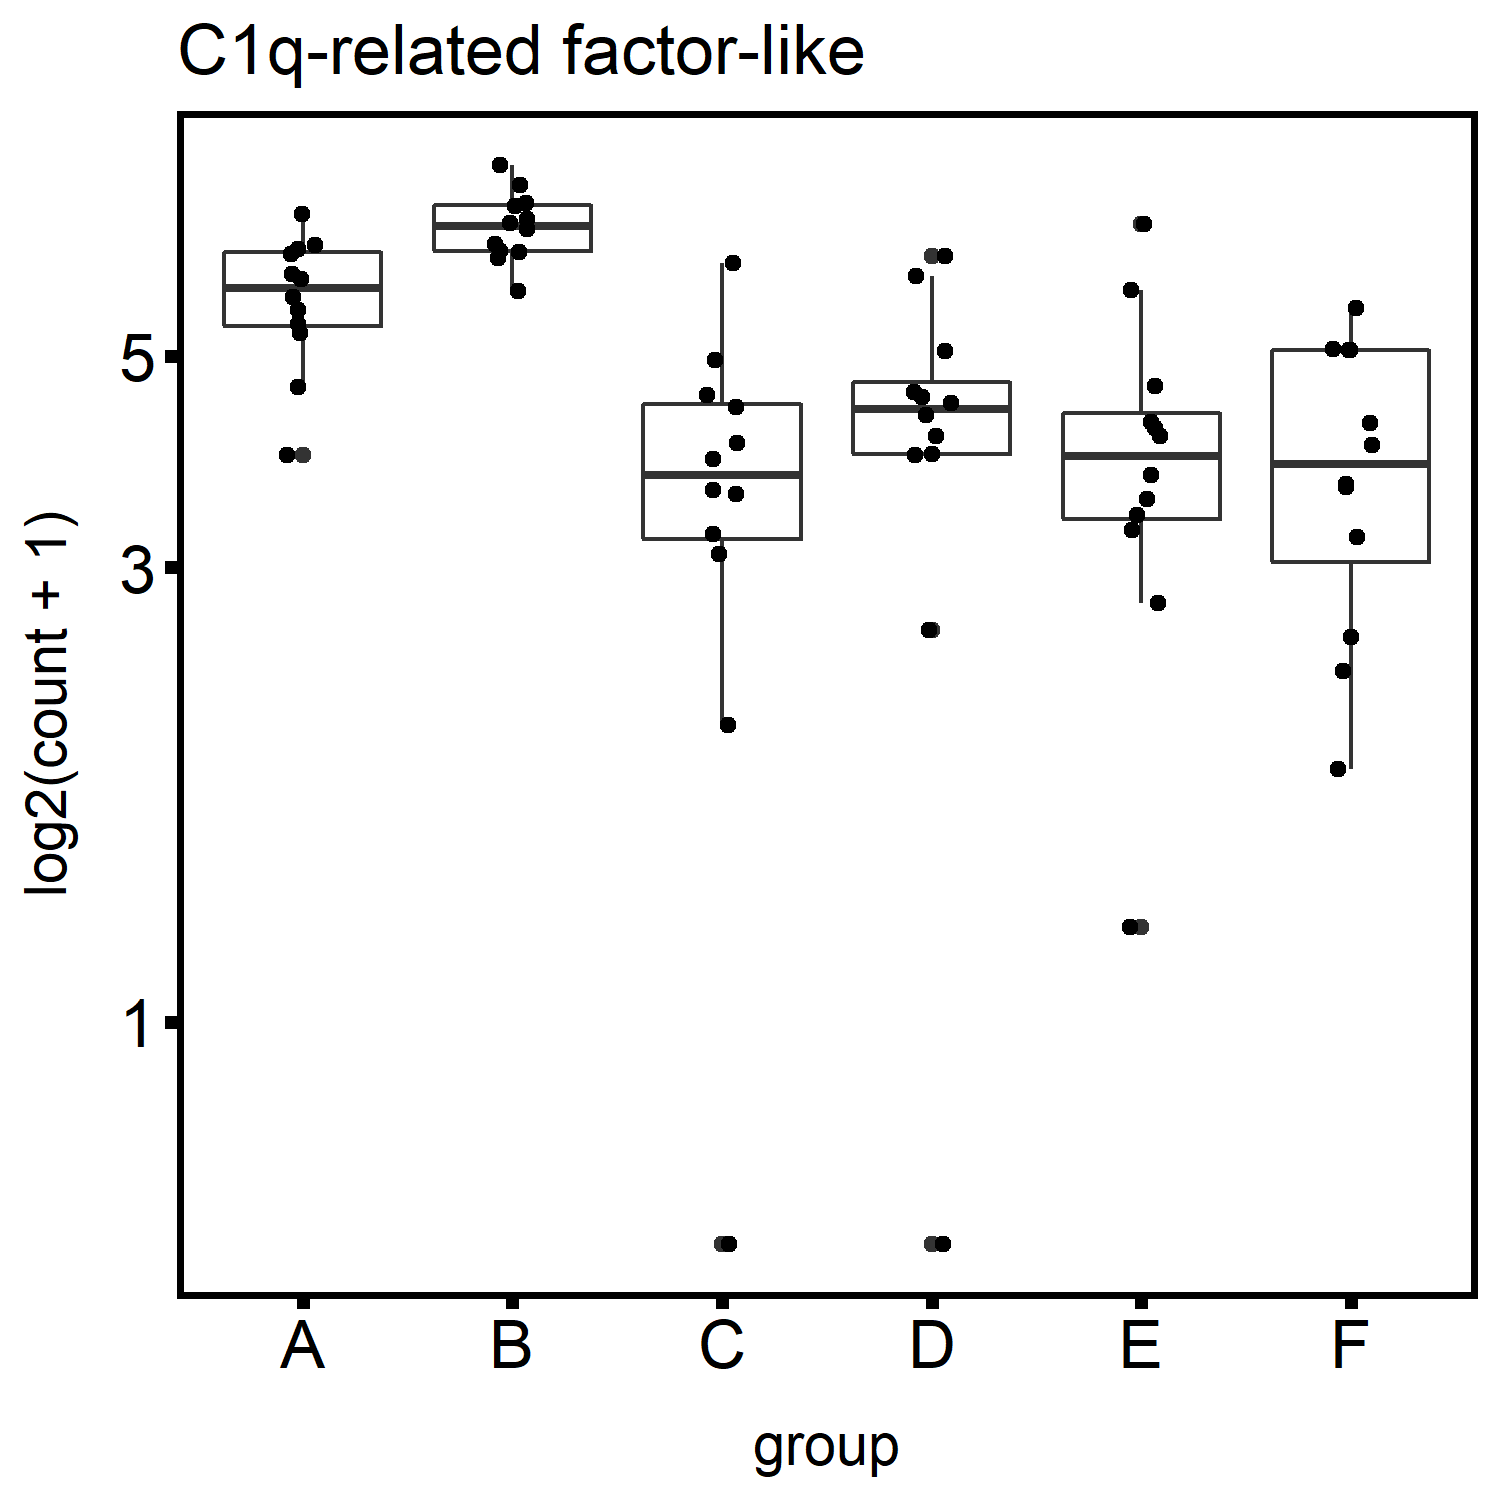 C1q-related factor-like
log2(count + 1)
5
3
1
A B C D E F
group